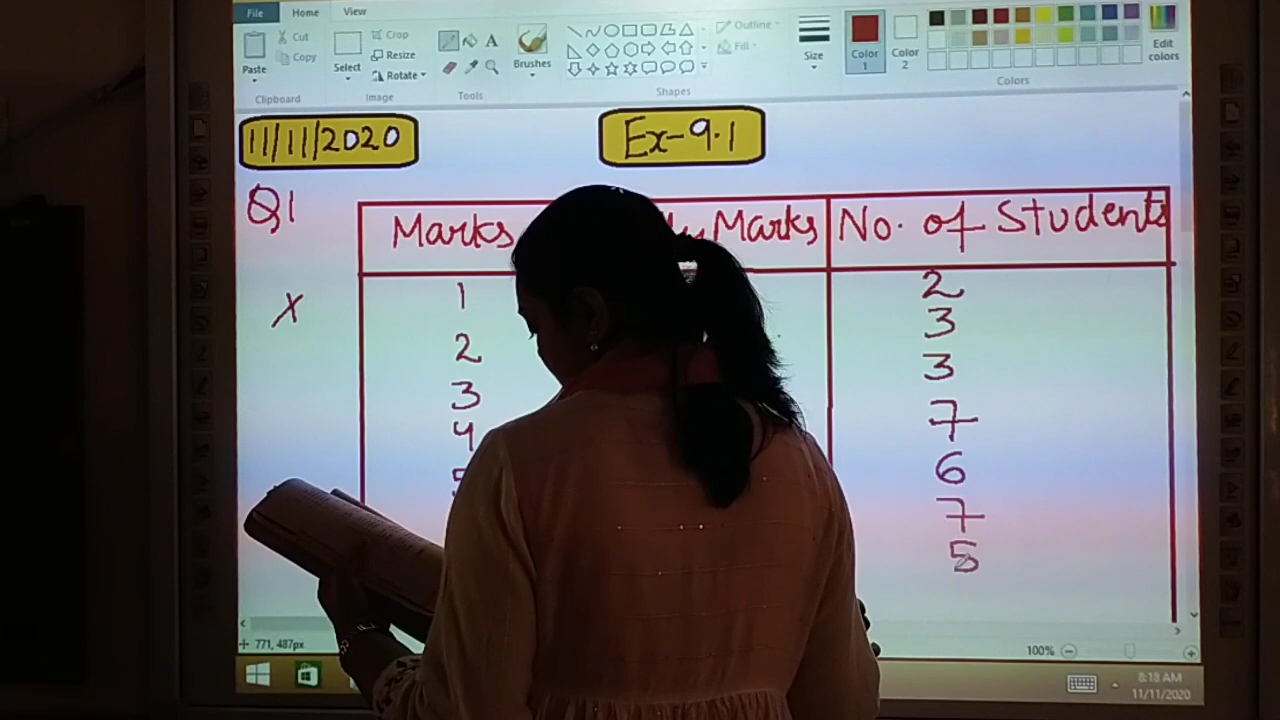 File Home View
Cut
Copy
Paste
Clipboard
Crop
Resize
Rotate
Select
Image
Tools
Brushes
Outline
Fill
Shapes
Size
Color 1
Color 2
Edit colors
Colors
11/11/2020
Ex-9.1
Q1
Marks Marks No. of Students
1 2
X
2 3
3 3
4 7
5 6
7
5
771, 487px
100%
8:18 AM
11/11/2020